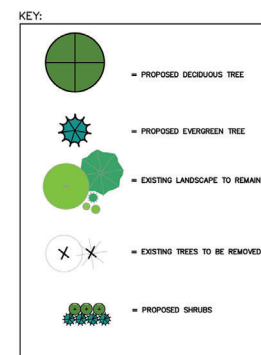 KEY:
= PROPOSED DECIDUOUS TREE
= PROPOSED EVERGREEN TREE
= EXISTING LANDSCAPE TO REMAIN
= EXISTING TREES TO BE REMOVED
= PROPOSED SHRUBS